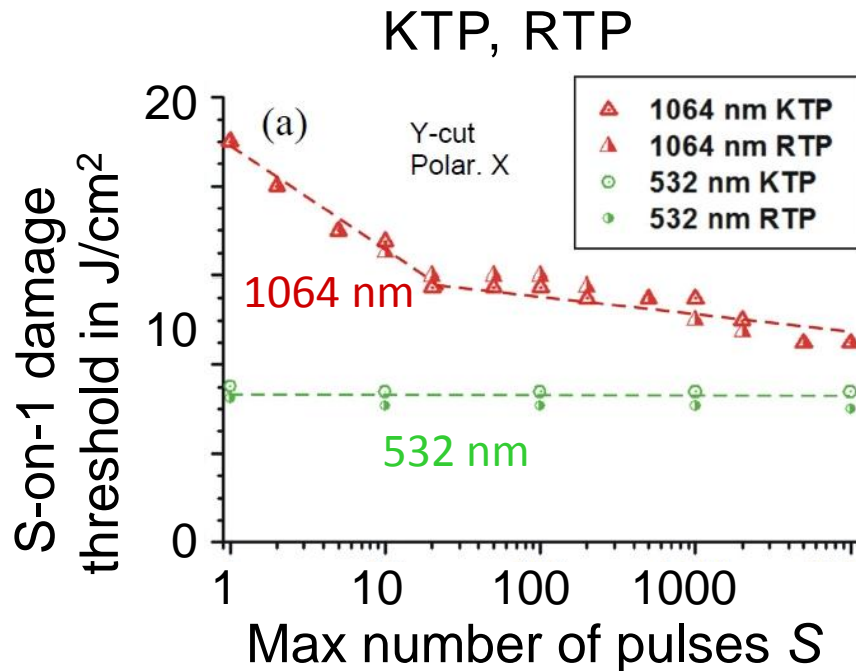 KTP, RTP
S-on-1 damage
threshold in J/cm²
20
10
0
(a)
Y-cut
Polar. X
1064 nm KTP
1064 nm RTP
532 nm KTP
532 nm RTP
1064 nm
532 nm
1 10 100 1000
Max number of pulses S